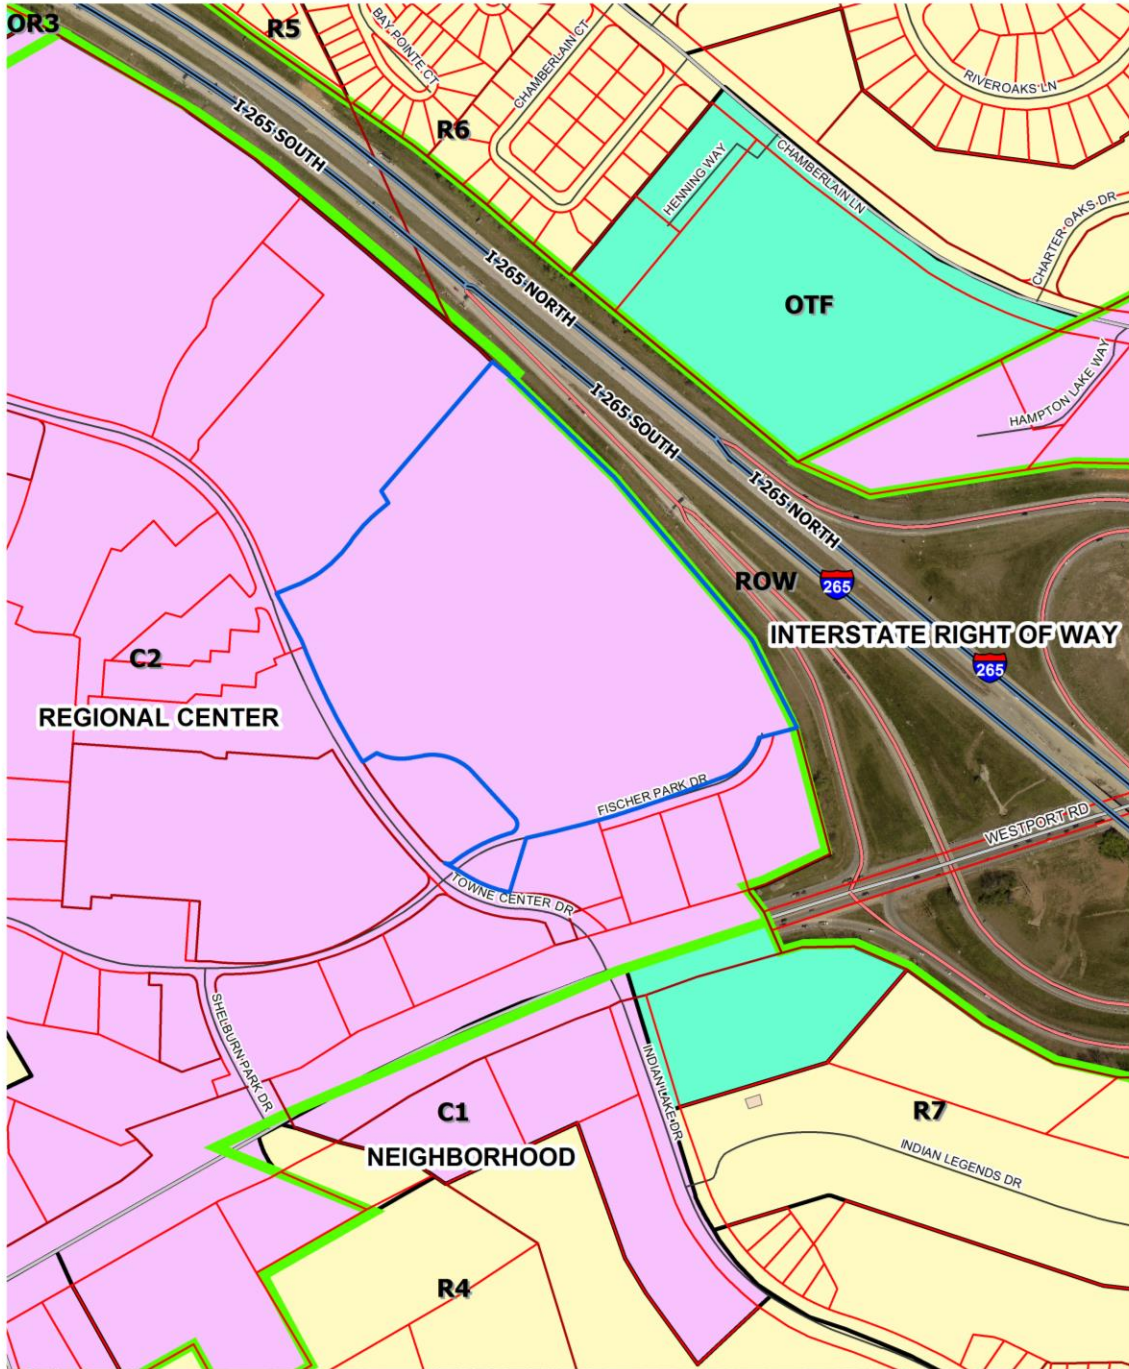 OR3
R5
BAY POINTE CT
CHAMBERLAIN CT
RIVEROAKS LN
I-265 SOUTH
R6
HENNING WAY
CHAMBERLAIN LN
CHARTER OAKS DR
I-265 NORTH
OTF
HAMPTON LAKE WAY
I-265 SOUTH
I-265 NORTH
ROW
265
INTERSTATE RIGHT OF WAY
265
C2
REGIONAL CENTER
FISCHER PARK DR
WESTPORT RD
TOWNE CENTER DR
SHELBURN PARK DR
INDIAN LAKE DR
C1
R7
NEIGHBORHOOD
INDIAN LEGENDS DR
R4